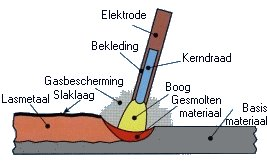 Elektrode
Bekleding
Kerndraad
Gasbescherming
Boog
Slaklaag
Gesmolten
materiaal
Lasmetaal
Basis
materiaal